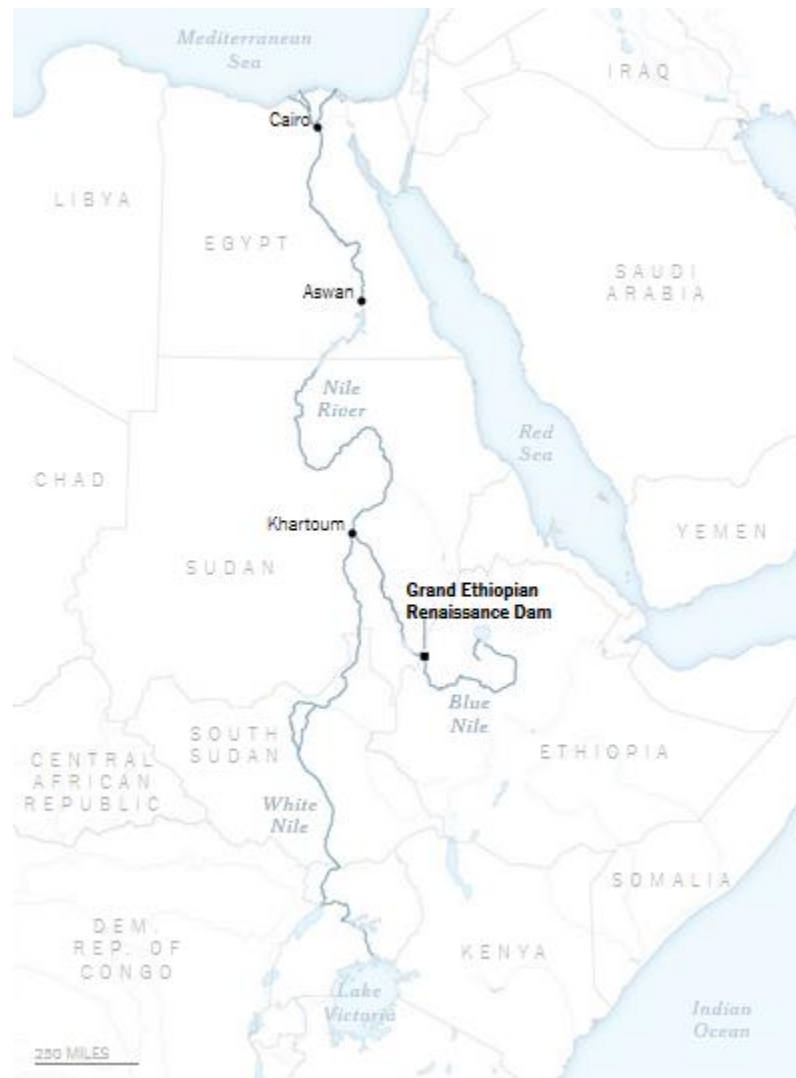 Mediterranean
Sea
IRAQ
Cairo
LIBYA
EGYPT
SAUDI
ARABIA
Aswan
Nile
River
Red
Sea
CHAD
Khartoum
YEMEN
SUDAN
Grand Ethiopian
Renaissance Dam
Blue
Nile
SOUTH
SUDAN
ETHIOPIA
CENTRAL
AFRICAN
REPUBLIC
White
Nile
SOMALIA
DEM.
REP. OF
CONGO
KENYA
Lake
Victoria
Indian
Ocean
250 MILES